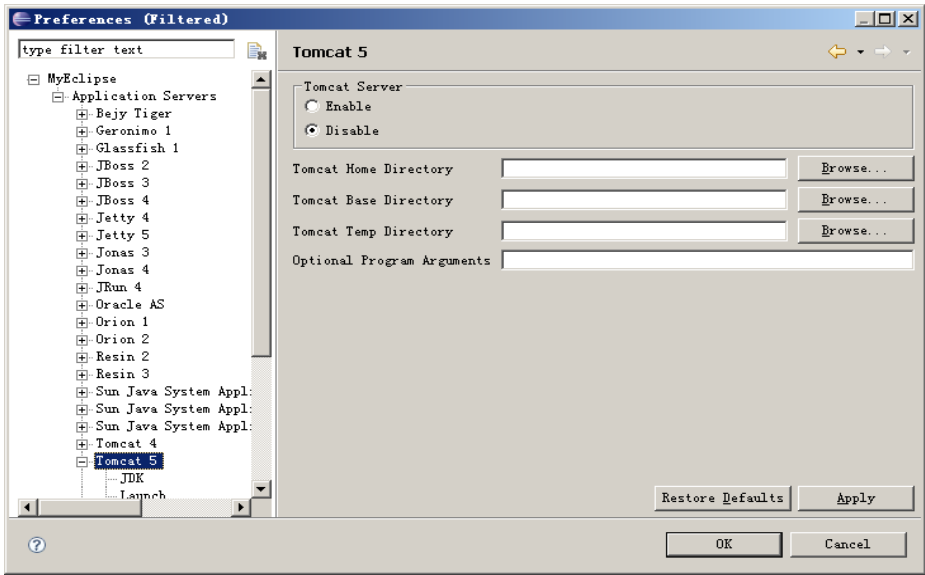 Preferences (Filtered)
type filter text
MyEclipse
Application Servers
Bejy Tiger
Geronimo 1
Glassfish 1
JBoss 2
JBoss 3
JBoss 4
Jetty 4
Jetty 5
Jonas 3
Jonas 4
JRun 4
Oracle AS
Orion 1
Orion 2
Resin 2
Resin 3
Sun Java System Appl
Sun Java System Appl
Sun Java System Appl
Tomcat 4
Tomcat 5
JDK
Launch
Tomcat 5
Tomcat Server
Enable
Disable
Tomcat Home Directory Browse...
Tomcat Base Directory Browse...
Tomcat Temp Directory Browse...
Optional Program Arguments
Restore Defaults Apply
OK Cancel